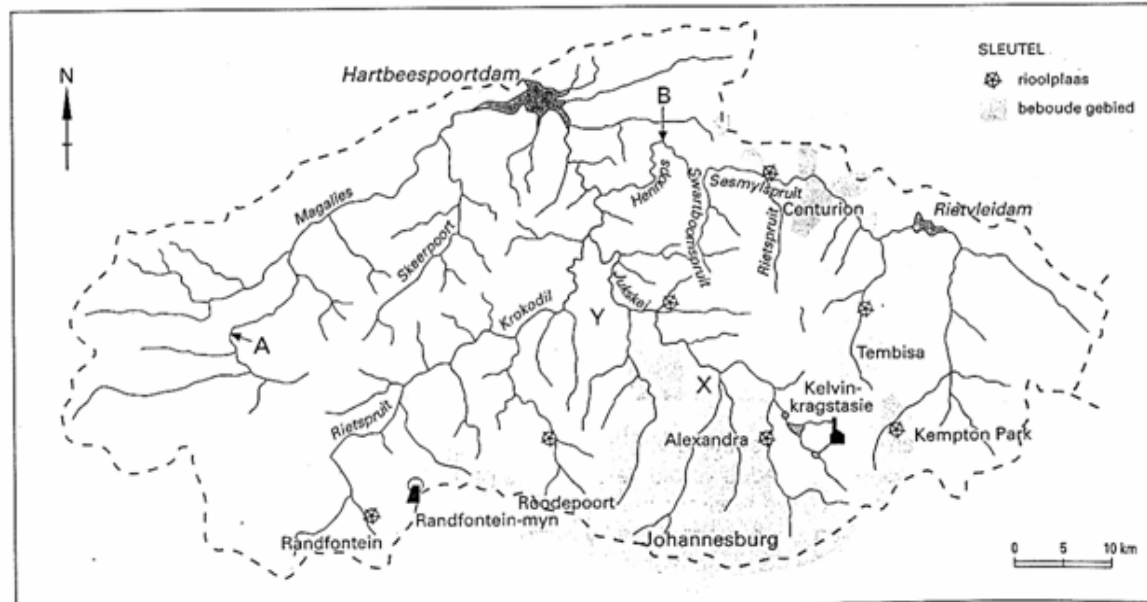 N
Hartbeespoortdam
B
SLEUTEL
rioolplaas
beboude gebied
Magalies
Skeerpoort
Hennops
Swartboomspruit
Sesmylspruit
Rietspruit
Centurion
Rietvleidam
A
Krokodil
Y
Jukskei
X
Tembisa
Kelvin-
kragstasie
Rietspruit
Alexandra
Kempton Park
Roodepoort
Randfontein-myn
Randfontein
Johannesburg
0 5 10 km